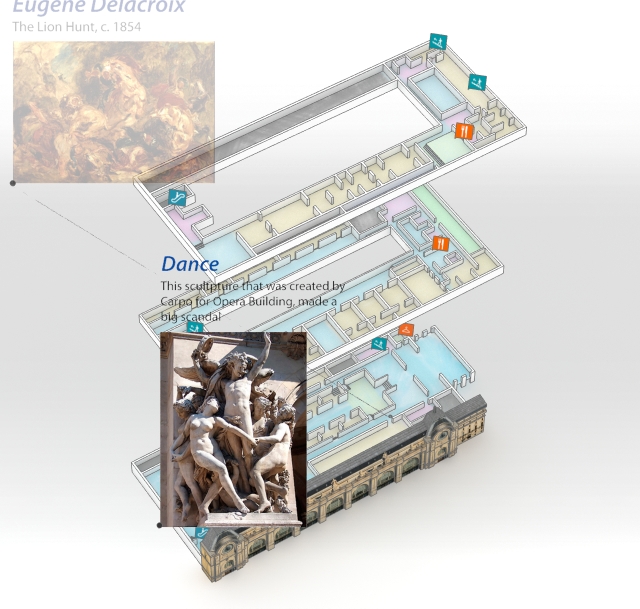 Eugene Delacroix
The Lion Hunt, c. 1854
Dance
This scultpture that was created by
Carpo for Opera Building, made a
big scandal